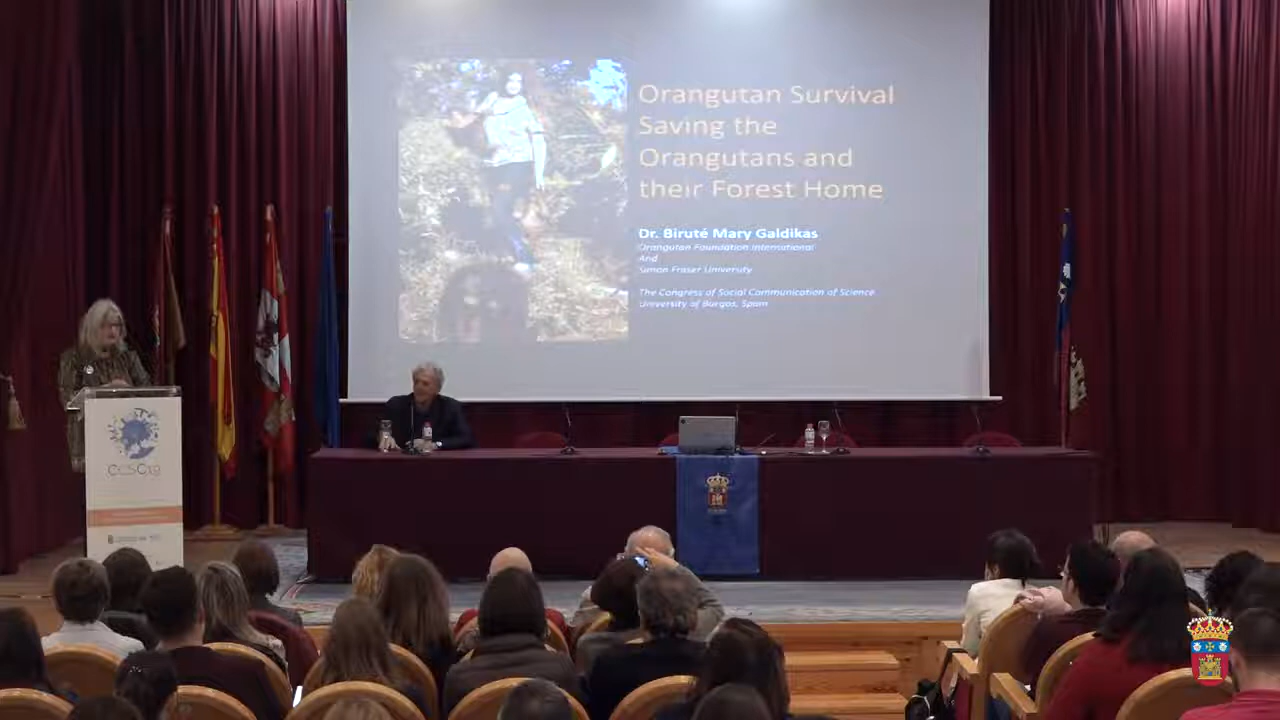 Orangutan Survival
Saving the
Orangutans and
their Forest Home
Dr. Biruté Mary Galdikas
Orangutan Foundation International
And
Simon Fraser University
The Congress of Social Communication of Science
University of Burgos, Spain
CCSC19